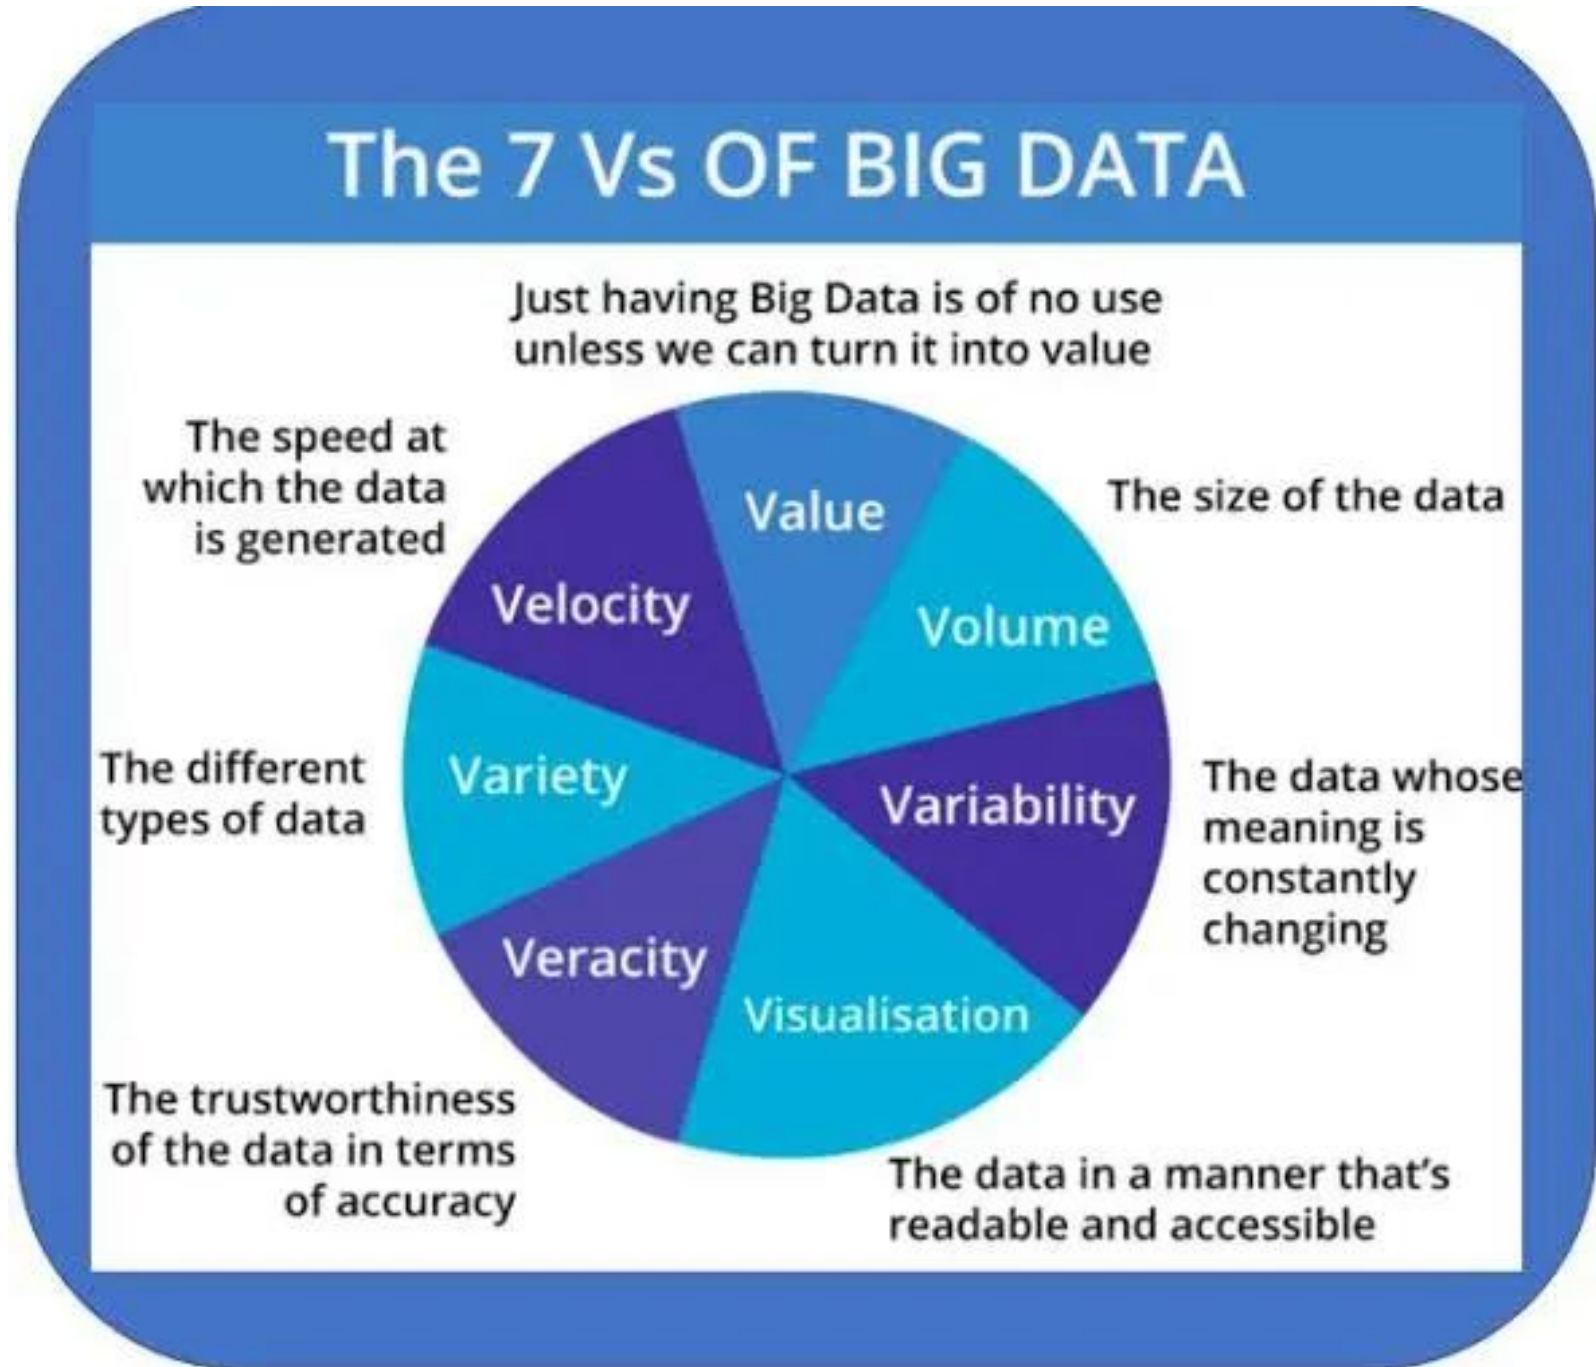 The 7 Vs OF BIG DATA
Just having Big Data is of no use
unless we can turn it into value
The speed at
which the data
is generated
Value
The size of the data
Velocity
Volume
The different
types of data
Variety
Variability
The data whose
meaning is
constantly
changing
Veracity
Visualisation
The trustworthiness
of the data in terms
of accuracy
The data in a manner that's
readable and accessible